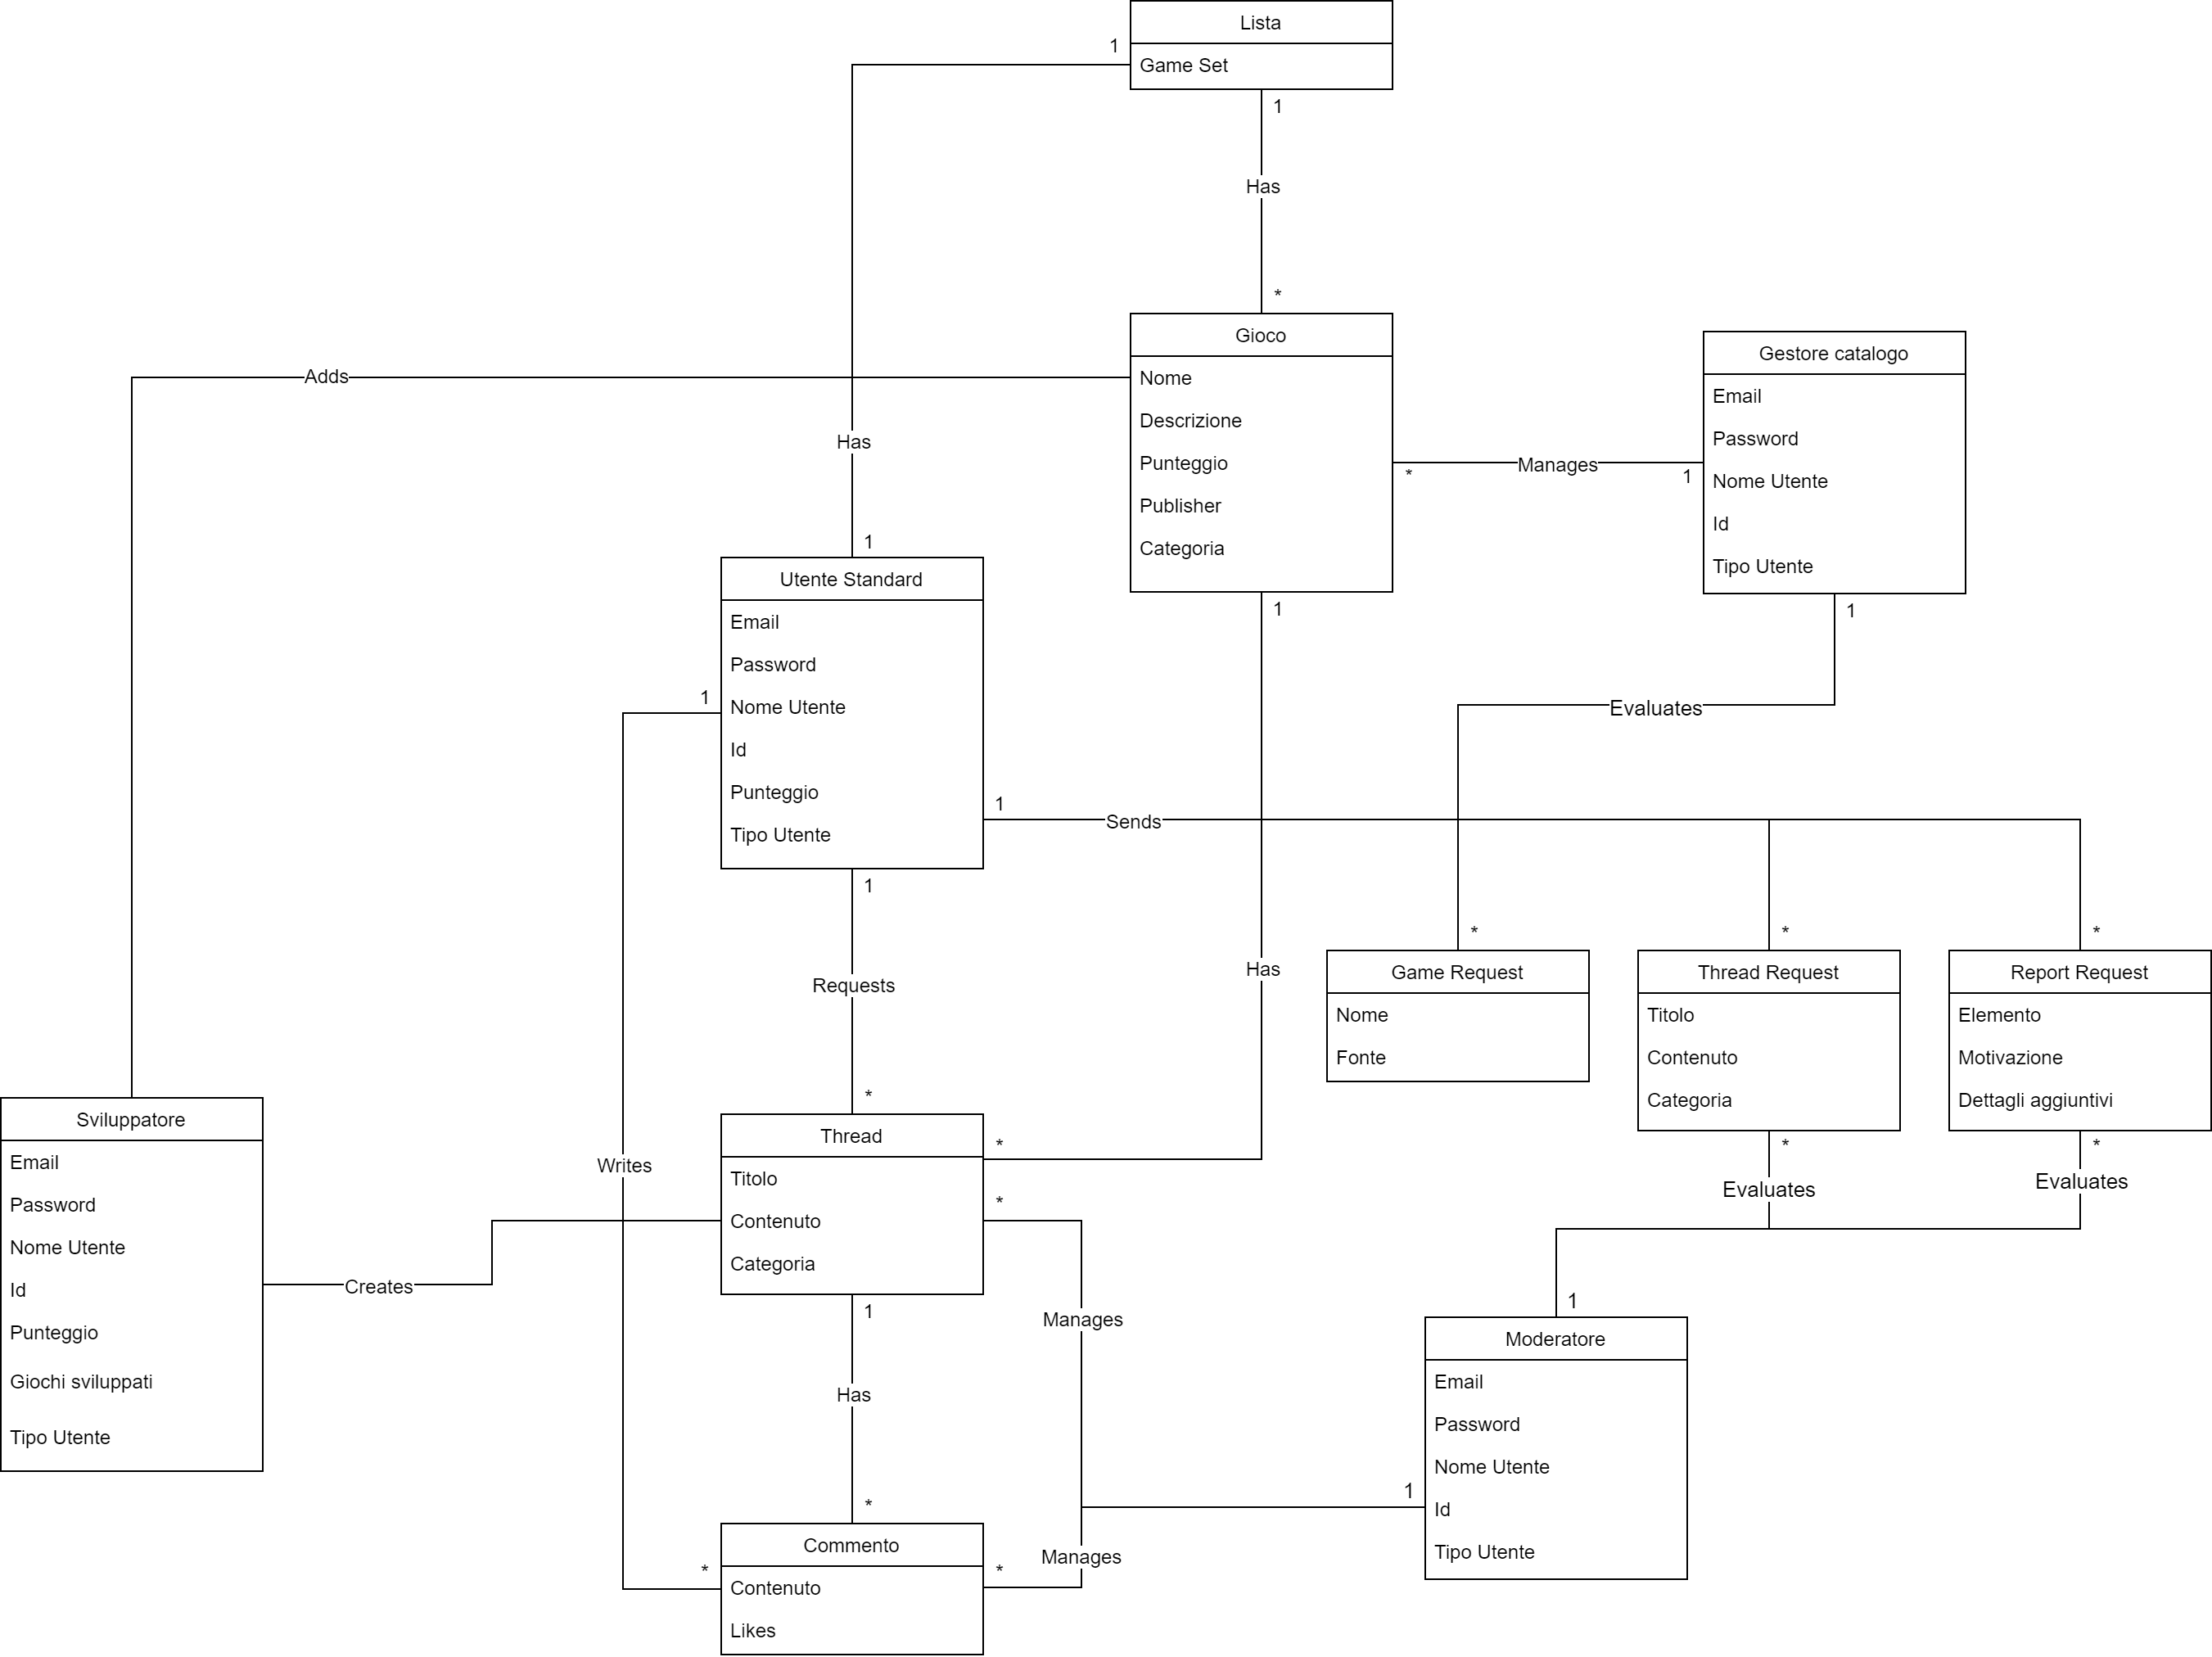 Lista
1
Game Set
1
Has
*
Gioco
Nome
Descrizione
Punteggio
Publisher
Categoria
1
Gestore catalogo
Email
Password
Nome Utente
Id
Tipo Utente
1
*
Manages
1
Adds
Has
1
Utente Standard
Email
Password
Nome Utente
Id
Punteggio
Tipo Utente
1
1
1
Sends
Evaluates
*
*
*
Game Request
Nome
Fonte
Thread Request
Titolo
Contenuto
Categoria
*
Report Request
Elemento
Motivazione
Dettagli aggiuntivi
*
Has
Requests
*
Thread
Titolo
Contenuto
Categoria
*
*
1
Writes
Sviluppatore
Email
Password
Nome Utente
Id
Punteggio
Giochi sviluppati
Tipo Utente
Creates
Evaluates
Evaluates
1
Moderatore
Email
Password
Nome Utente
Id
Tipo Utente
1
Manages
Has
*
Manages
*
*
Commento
Contenuto
Likes